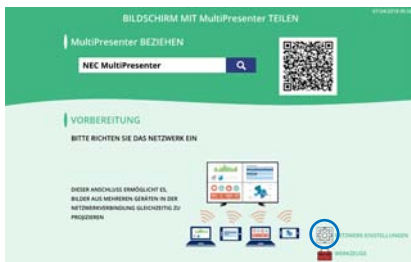 BILDSCHIRM MIT MultiPresenter TEILEN
MultiPresenter BEZIEHEN
NEC MultiPresenter
VORBEREITUNG
BITTE RICHTEN SIE DAS NETZWERK EIN
DIESER ANSCHLUSS ERMÖGLICHT ES,
BILDER AUS MEHREREN GERÄTEN IN DER
NETZWERKVERBINDUNG GLEICHZEITIG ZU
PROJIZIEREN
NETZWERK EINSTELLUNGEN
WERKZEUGE